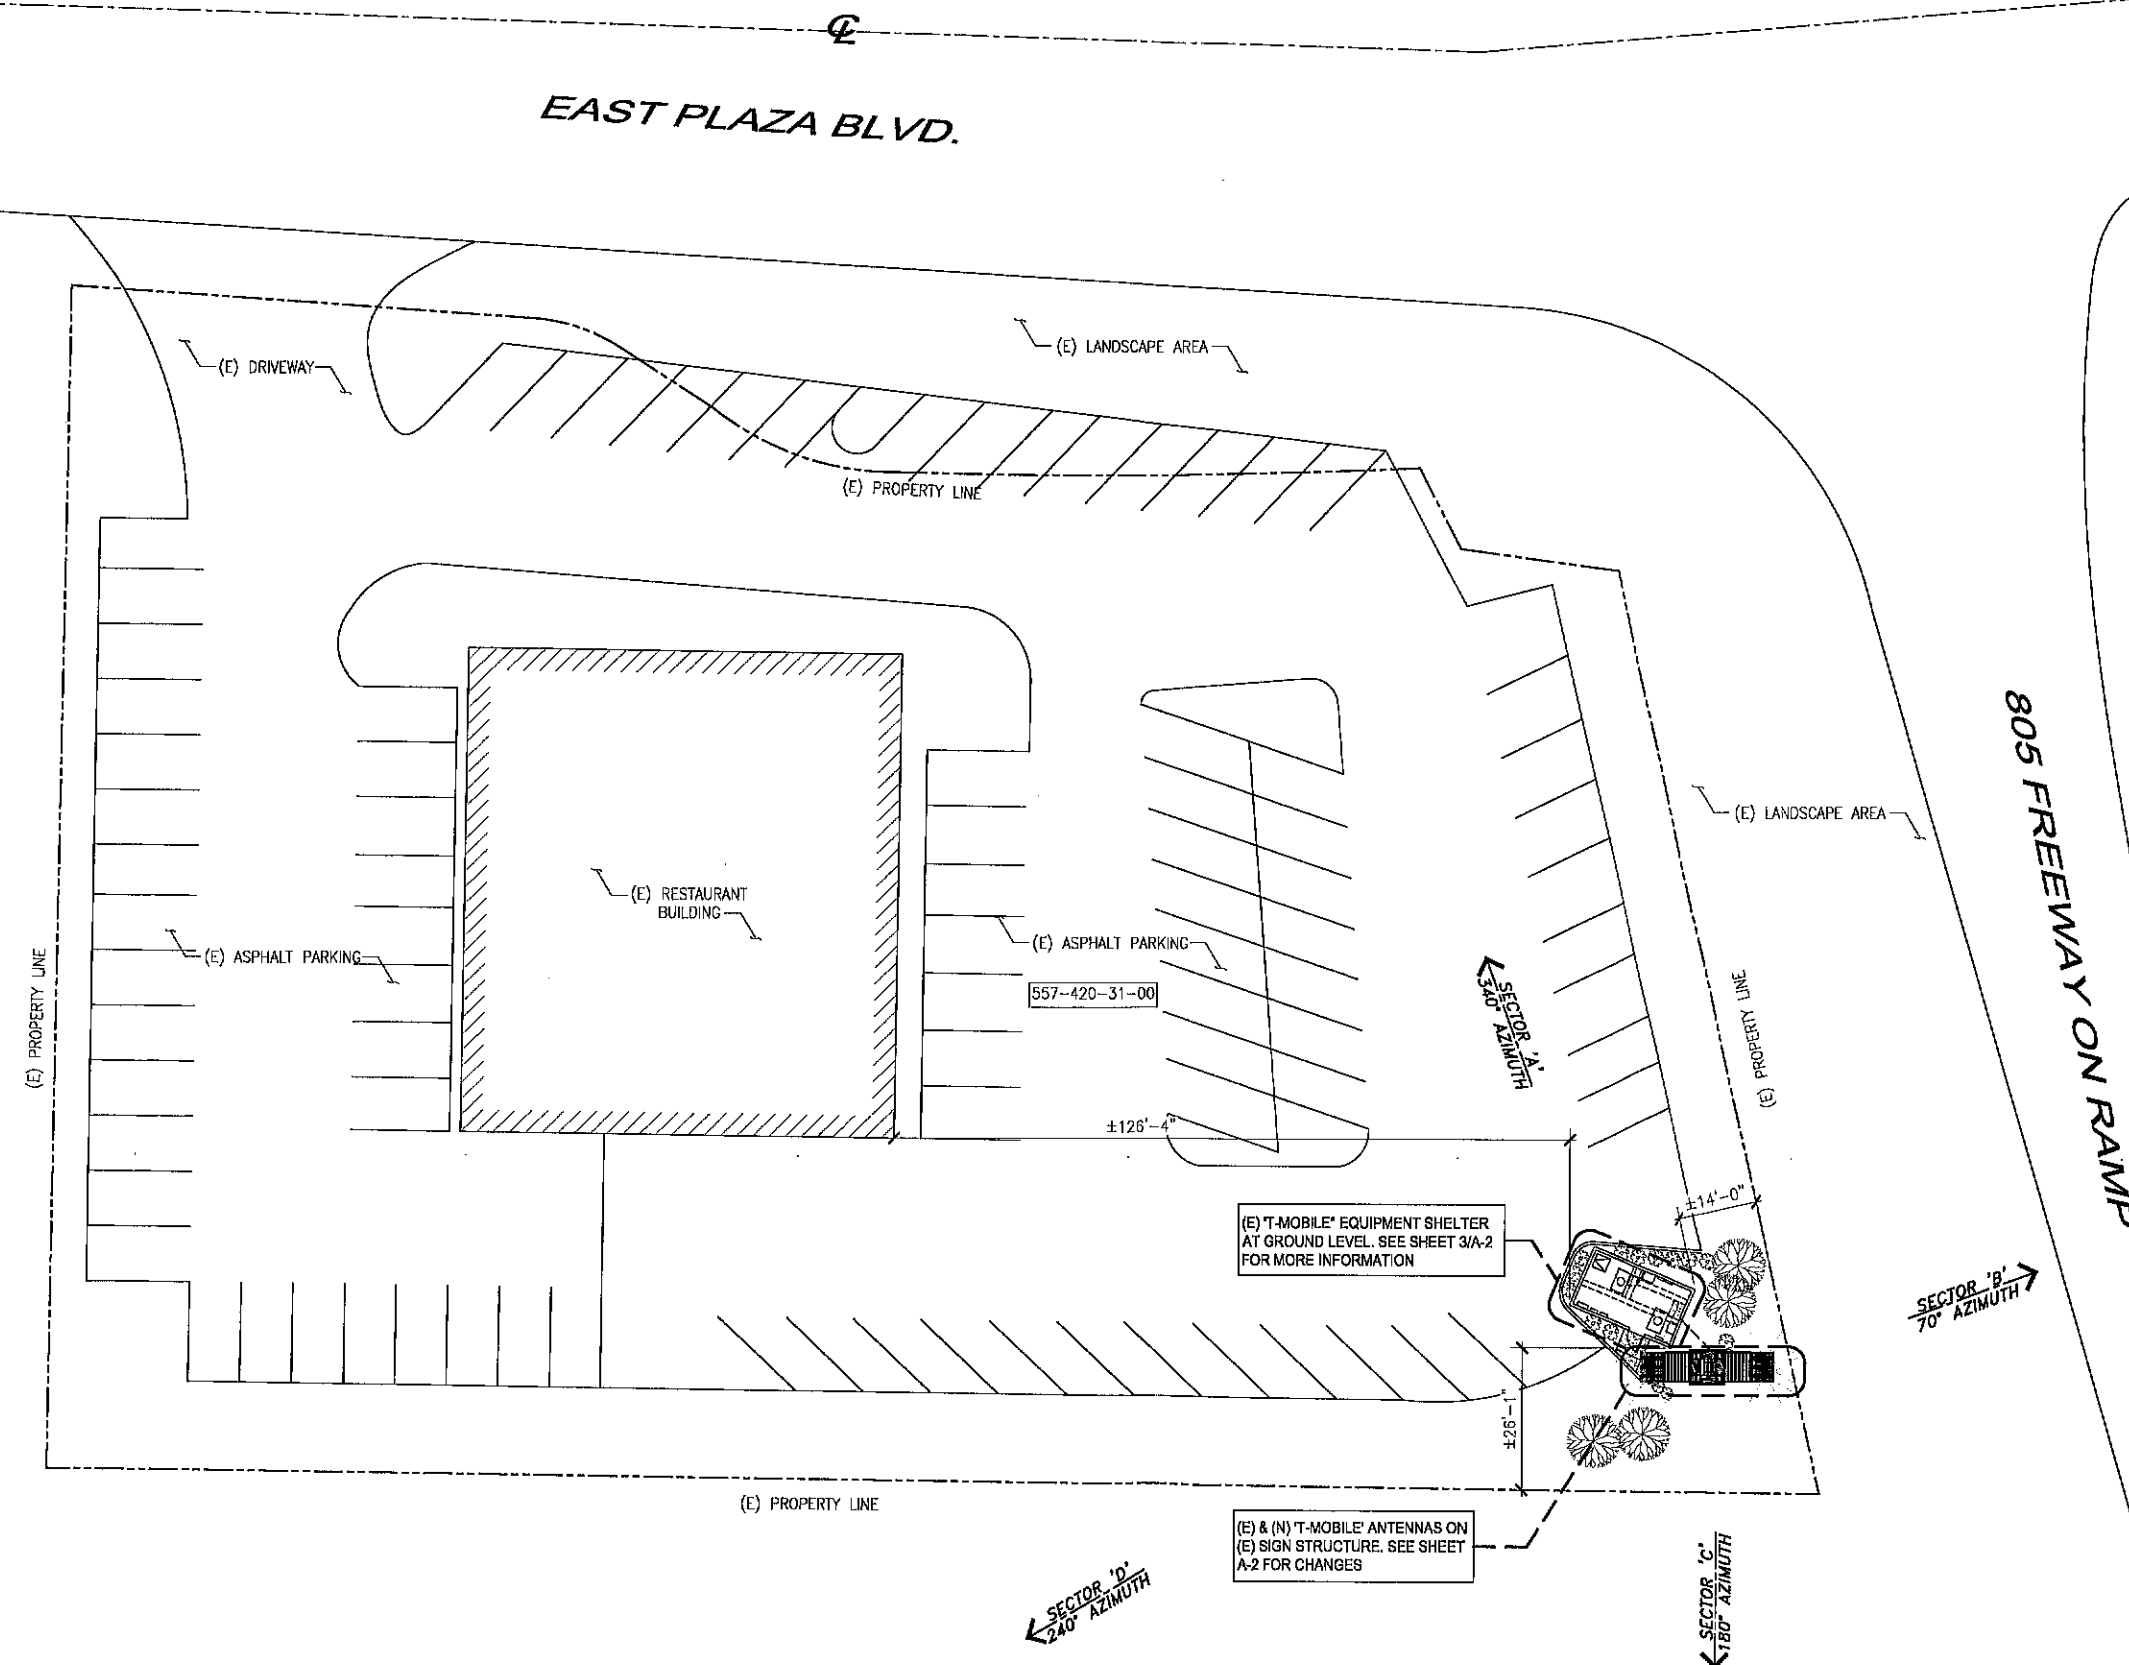 ℄
EAST PLAZA BLVD.
(E) LANDSCAPE AREA
(E) DRIVEWAY
(E) PROPERTY LINE
805 FREEWAY ON RAMP
(E) LANDSCAPE AREA
(E) RESTAURANT
BUILDING
(E) ASPHALT PARKING
(E) ASPHALT PARKING
557-420-31-00
(E) PROPERTY LINE
SECTOR 'A'
340° AZIMUTH
(E) PROPERTY LINE
±126'-4"
±14'-0"
(E) 'T-MOBILE' EQUIPMENT SHELTER
AT GROUND LEVEL. SEE SHEET 3/A-2
FOR MORE INFORMATION
SECTOR 'B'
70° AZIMUTH
±26'-1"
(E) PROPERTY LINE
(E) & (N) 'T-MOBILE' ANTENNAS ON
(E) SIGN STRUCTURE. SEE SHEET
A-2 FOR CHANGES
SECTOR 'D'
240° AZIMUTH
SECTOR 'C'
180° AZIMUTH